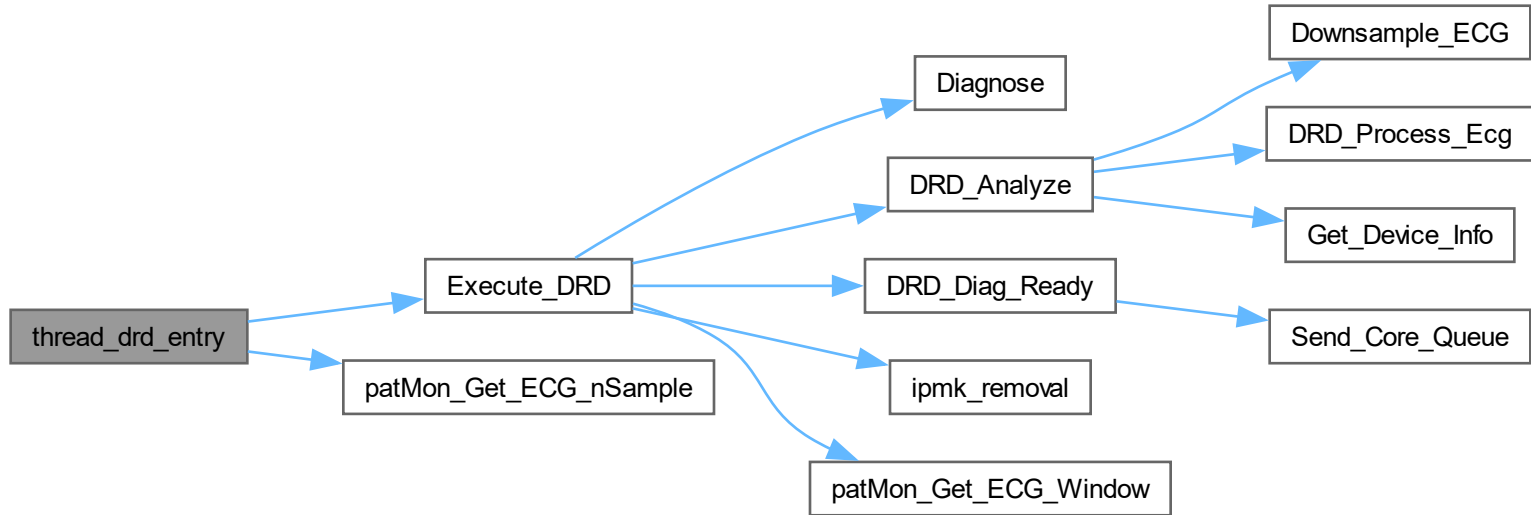 thread_drd_entry
Execute_DRD
patMon_Get_ECG_nSample
Diagnose
DRD_Analyze
DRD_Diag_Ready
ipmk_removal
patMon_Get_ECG_Window
Downsample_ECG
DRD_Process_Ecg
Get_Device_Info
Send_Core_Queue